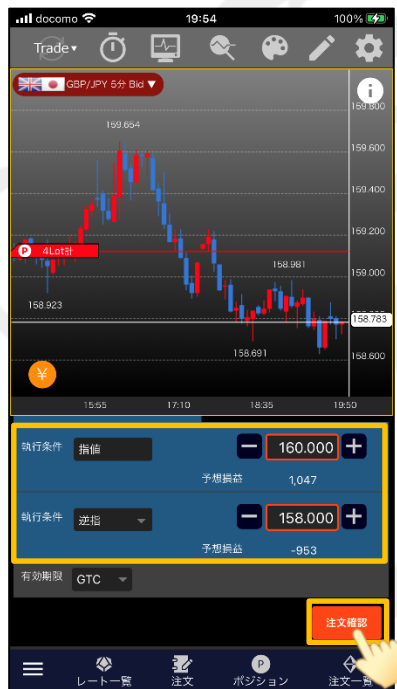 docomo 19:54 100%
Trade▼
GBP/JPY 5分 Bid ▼
i
159.800
159.654
159.600
159.400
P 4Lot計
159.200
158.981
159.000
158.923
158.783
158.691
158.600
¥
15:55 17:10 18:35 19:50
執行条件 指値 − 160.000 +
予想損益 1,047
執行条件 逆指 − 158.000 +
予想損益 -953
有効期限 GTC
注文確認
レート一覧 注文 P ポジション 注文一覧